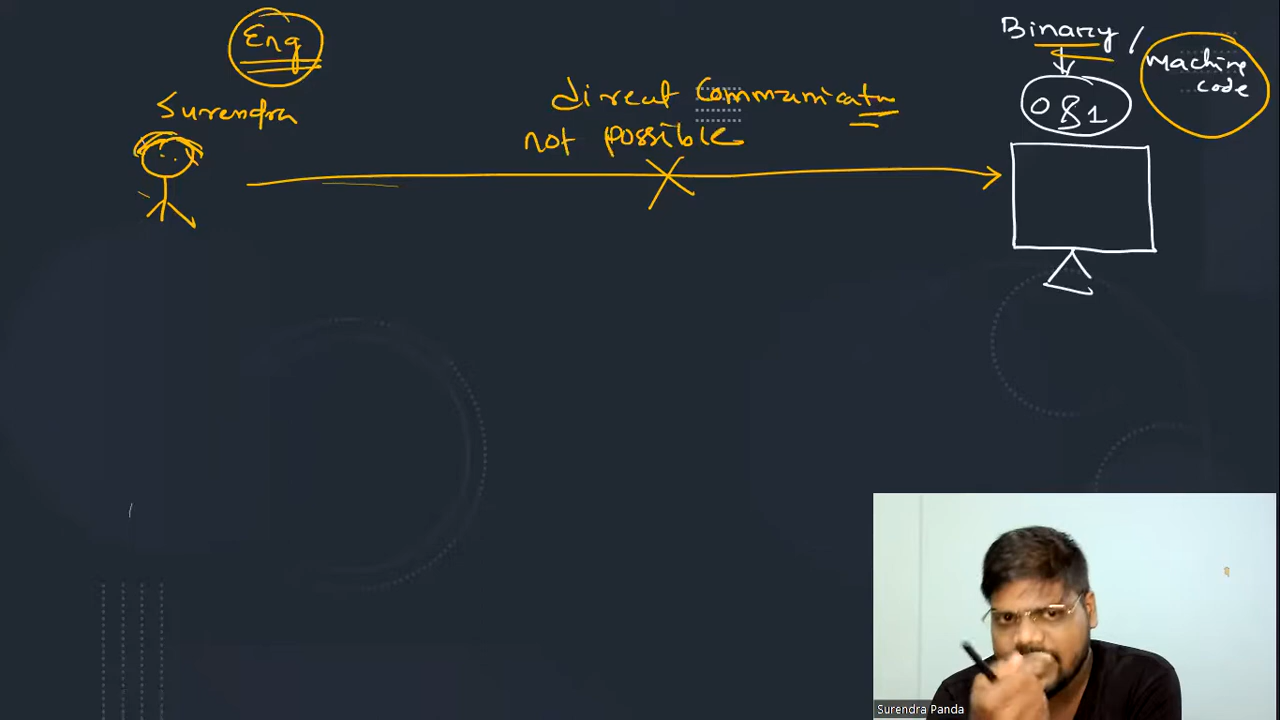 Eng
Surendra
direct Communicatn
not possible
Binary /
Machine
code
0 & 1
Surendra Panda